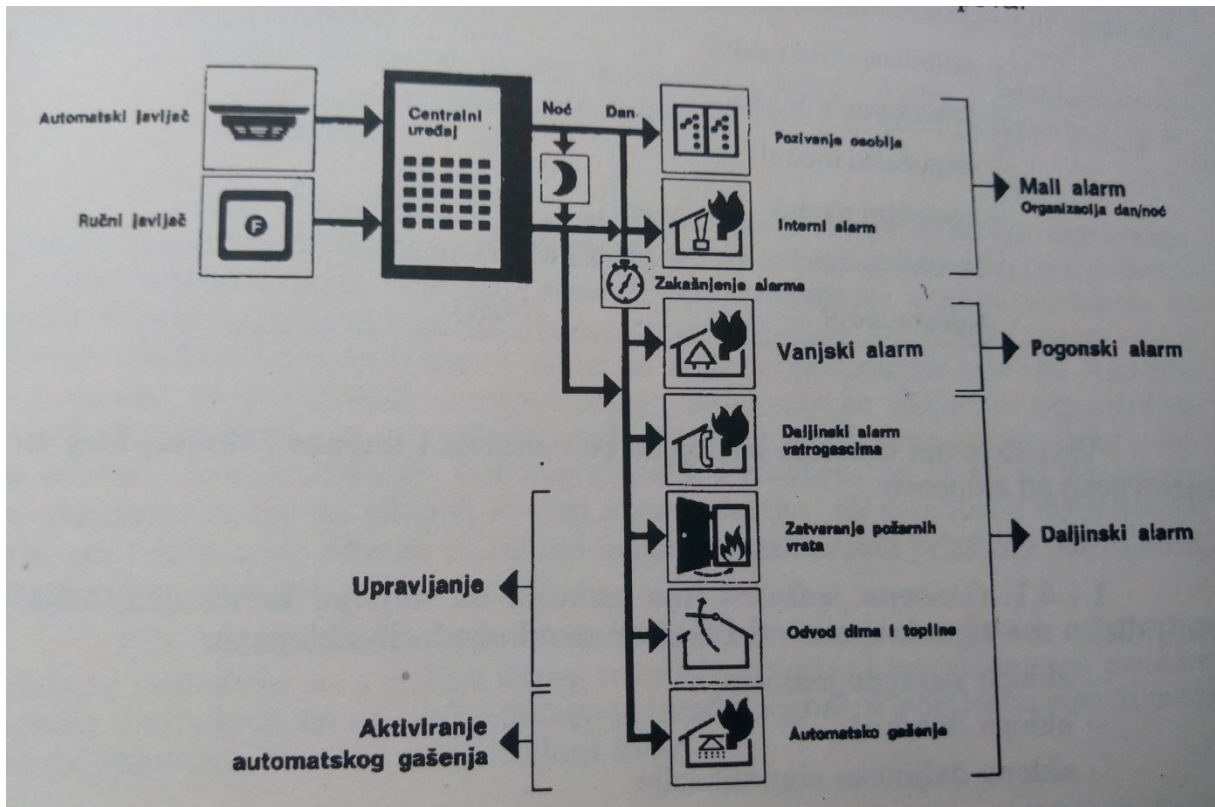 Automatski javljač
Ručni javljač
F
Centralni
uređaj
Noć
Dan
Pozivanje osoblja
Interni alarm
Zakašnjenje alarma
Vanjski alarm
Daljinski alarm
vatrogascima
Zatvaranje požarnih
vrata
Odvod dima i topline
Automatsko gašenje
Mali alarm
Organizacija dan/noć
Pogonski alarm
Daljinski alarm
Upravljanje
Aktiviranje
automatskog gašenja